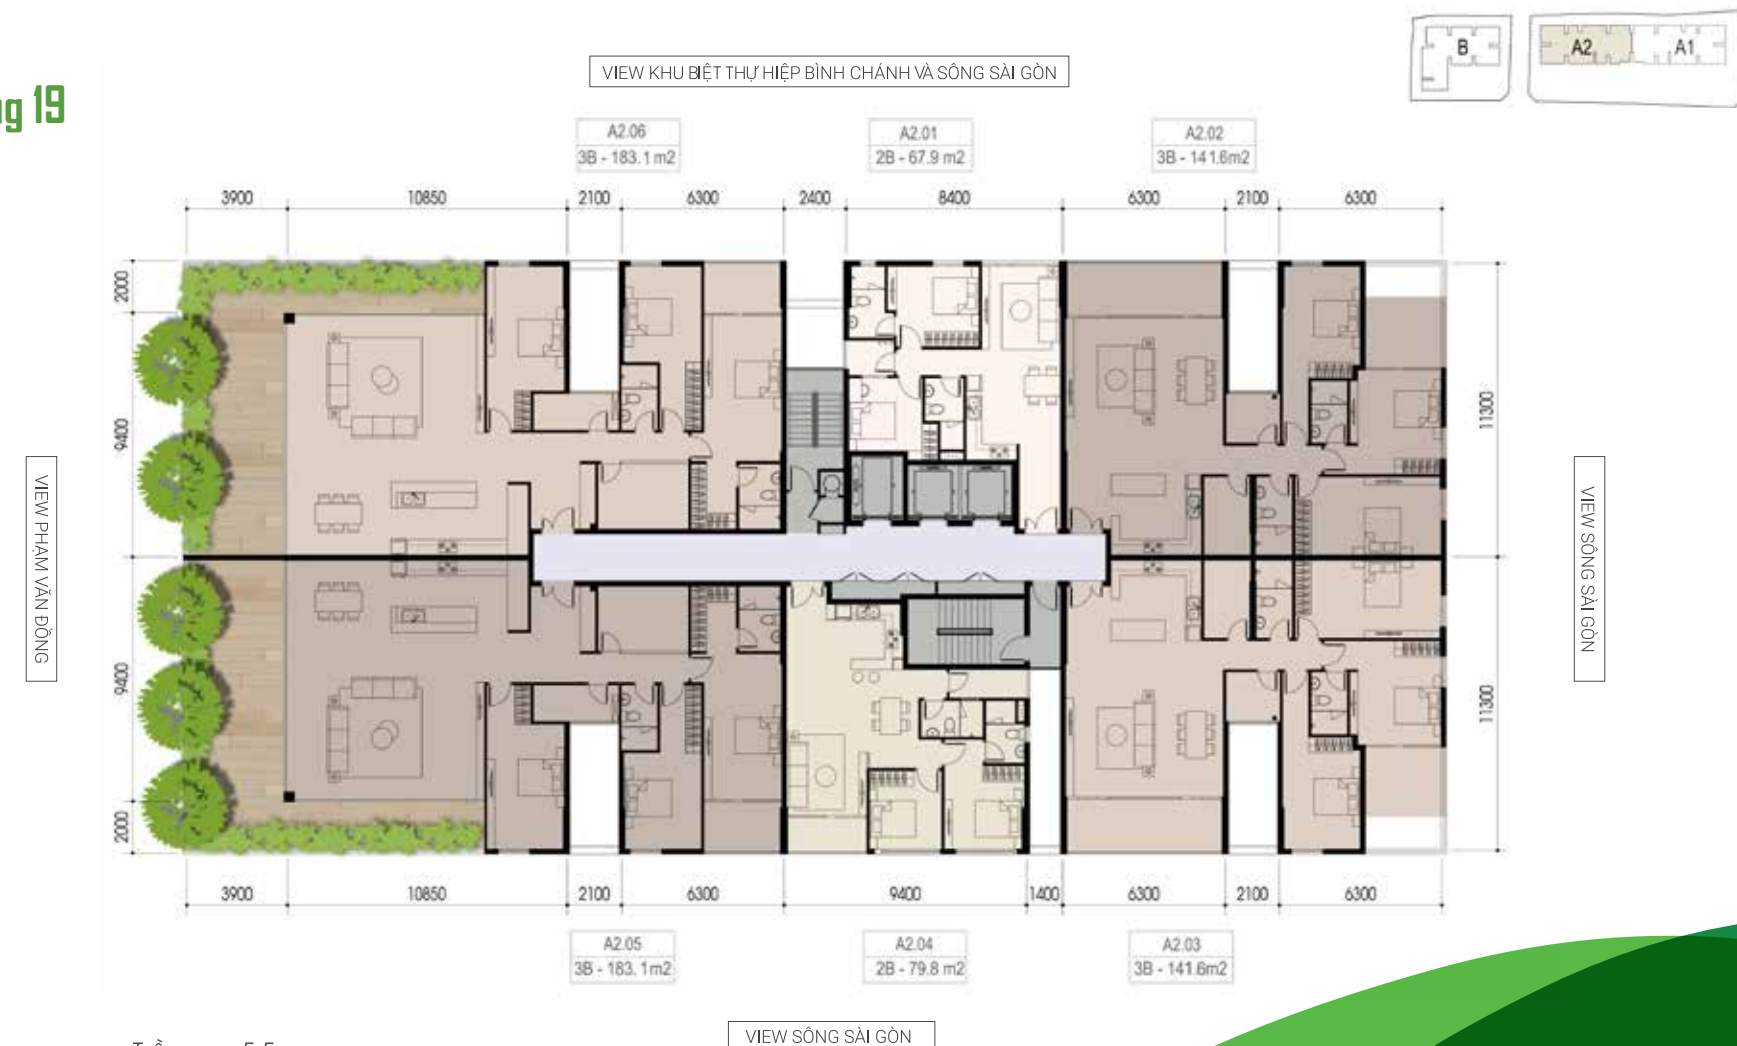 B
A2
A1
VIEW KHU BIỆT THỰ HIỆP BÌNH CHÁNH VÀ SÔNG SÀI GÒN
g 19
A2.06
3B - 183.1 m2
A2.01
2B - 67.9 m2
A2.02
3B - 141.6m2
3900 10850 2100 6300 2400 8400 6300 2100 6300
2000
9400
9400
2000
11300
11300
VIEW PHẠM VĂN ĐỒNG
VIEW SÔNG SÀI GÒN
3900 10850 2100 6300 9400 1400 6300 2100 6300
A2.05
3B - 183.1m2
A2.04
2B - 79.8 m2
A2.03
3B - 141.6m2
VIEW SÔNG SÀI GÒN